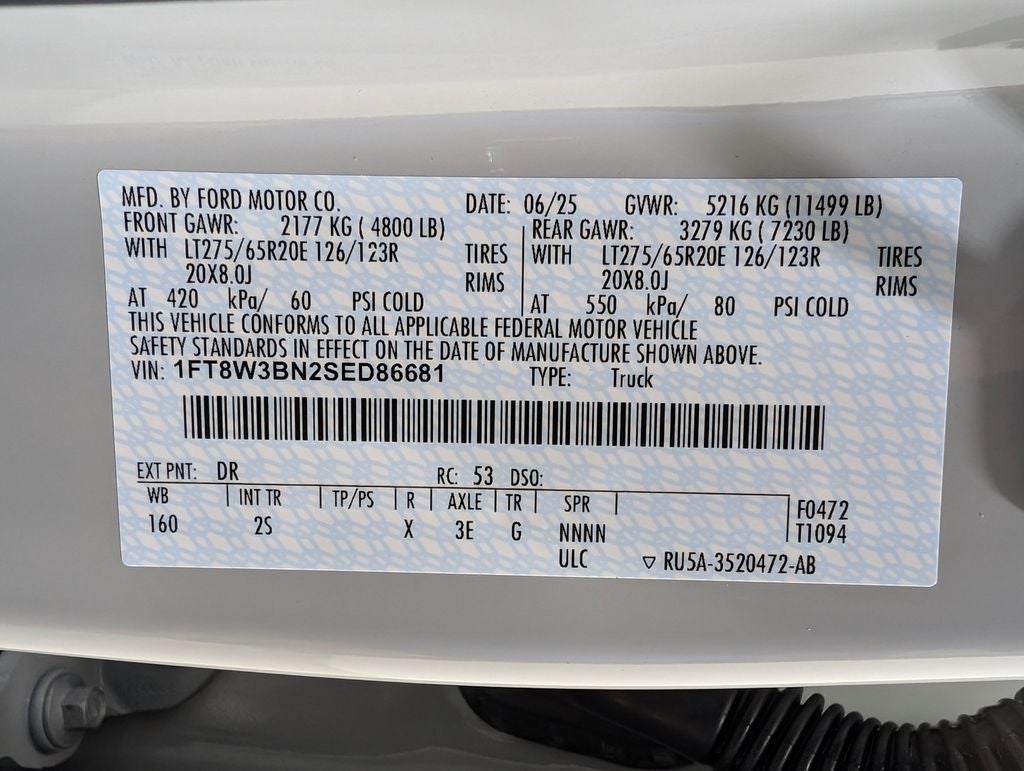 MFD. BY FORD MOTOR CO. DATE: 06/25 GVWR: 5216 KG (11499 LB)
FRONT GAWR: 2177 KG ( 4800 LB) REAR GAWR: 3279 KG ( 7230 LB)
WITH LT275/65R20E 126/123R TIRES WITH LT275/65R20E 126/123R TIRES
20X8.0J RIMS 20X8.0J RIMS
AT 420 kPa/ 60 PSI COLD AT 550 kPa/ 80 PSI COLD
THIS VEHICLE CONFORMS TO ALL APPLICABLE FEDERAL MOTOR VEHICLE
SAFETY STANDARDS IN EFFECT ON THE DATE OF MANUFACTURE SHOWN ABOVE.
VIN: 1FT8W3BN2SED86681 TYPE: Truck
EXT PNT: DR RC: 53 DSO:
WB INT TR TP/PS R AXLE TR SPR F0472
160 2S X 3E G NNNN T1094
ULC ▽ RU5A-3520472-AB